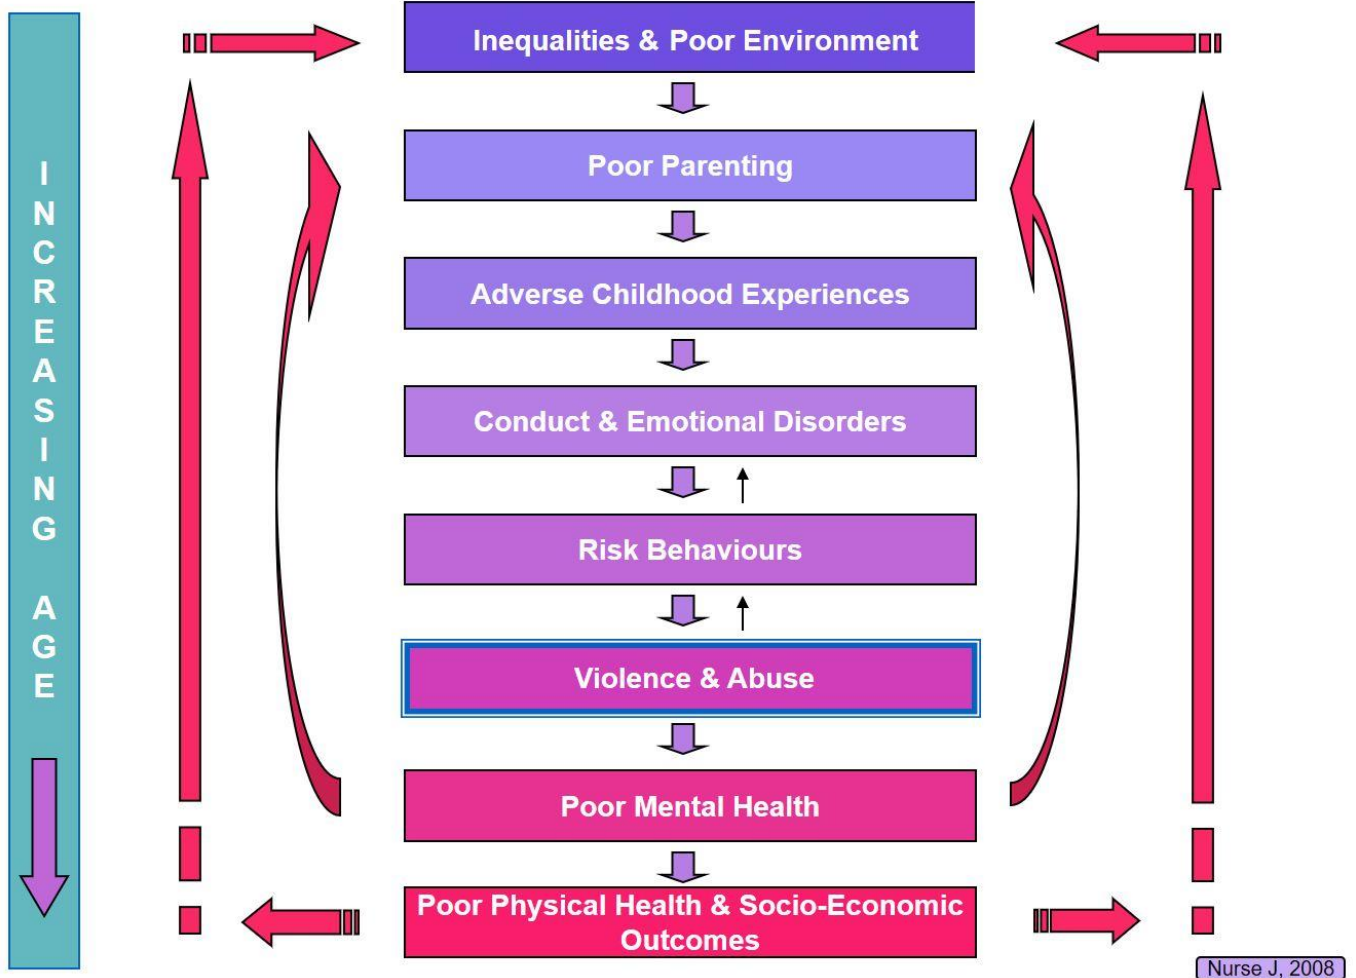 INCREASING AGE
Inequalities & Poor Environment
Poor Parenting
Adverse Childhood Experiences
Conduct & Emotional Disorders
Risk Behaviours
Violence & Abuse
Poor Mental Health
Poor Physical Health & Socio-Economic
Outcomes
Nurse J, 2008